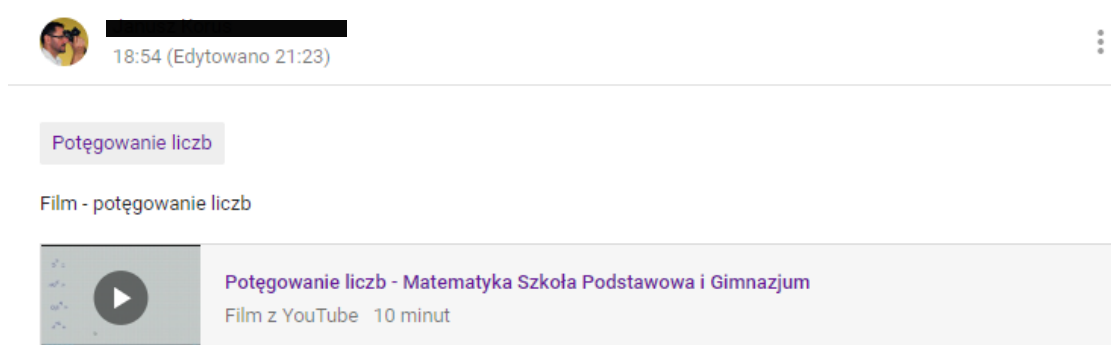 18:54 (Edytowano 21:23)
Potęgowanie liczb
Film - potęgowanie liczb
Potęgowanie liczb - Matematyka Szkoła Podstawowa i Gimnazjum
Film z YouTube 10 minut